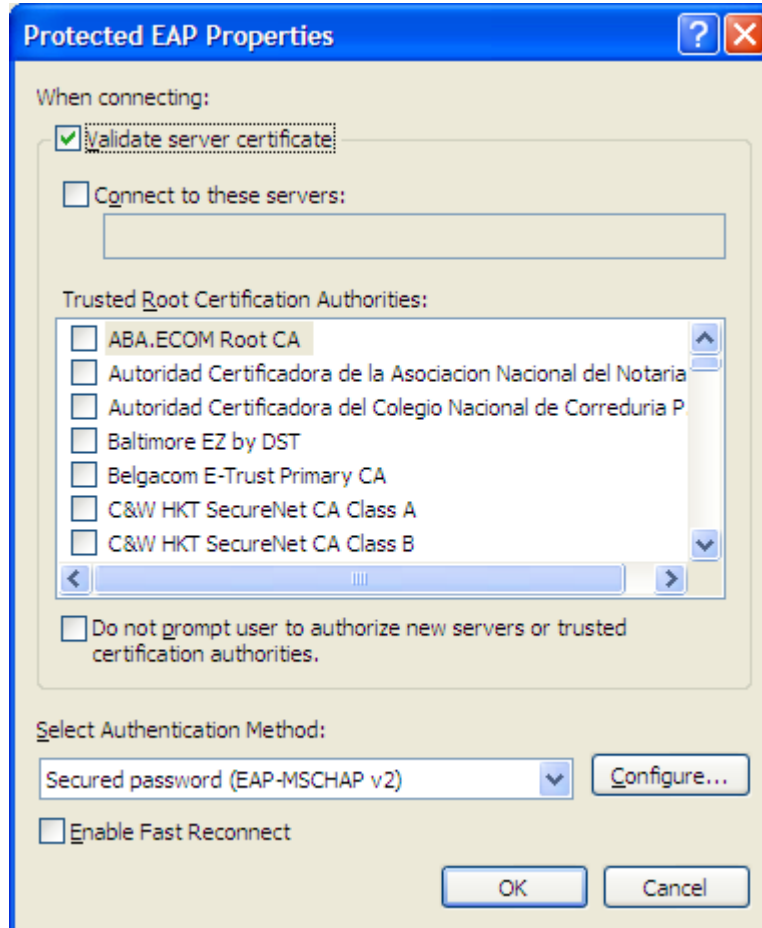 Protected EAP Properties
When connecting:
Validate server certificate
Connect to these servers:
Trusted Root Certification Authorities:
ABA.ECOM Root CA
Autoridad Certificadora de la Asociacion Nacional del Notaria
Autoridad Certificadora del Colegio Nacional de Correduria P
Baltimore EZ by DST
Belgacom E-Trust Primary CA
C&W HKT SecureNet CA Class A
C&W HKT SecureNet CA Class B
Do not prompt user to authorize new servers or trusted
certification authorities.
Select Authentication Method:
Secured password (EAP-MSCHAP v2)
Configure...
Enable Fast Reconnect
OK
Cancel